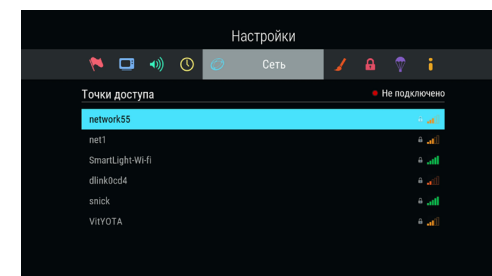 Настройки
Сеть
Точки доступа
Не подключено
network55
net1
SmartLight-Wi-fi
dlink0cd4
snick
VitYOTA